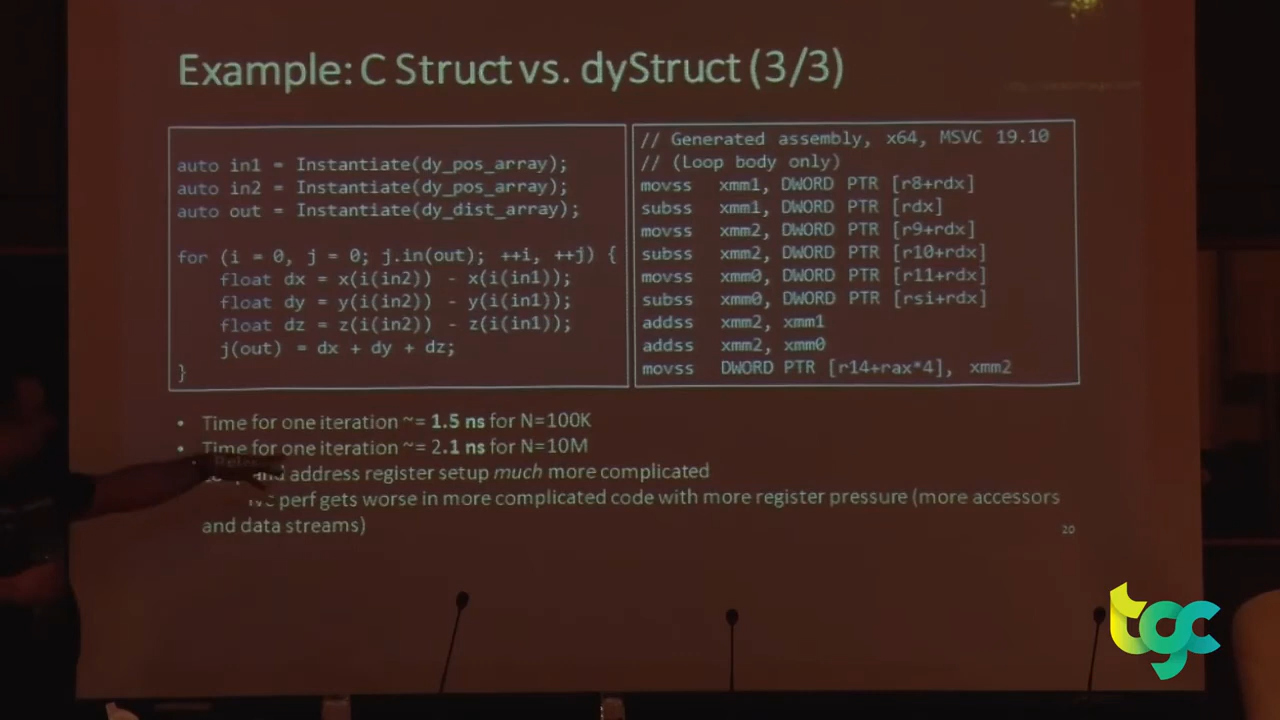 Example: C Struct vs. dyStruct (3/3)
auto in1 = Instantiate(dy_pos_array);
auto in2 = Instantiate(dy_pos_array);
auto out = Instantiate(dy_dist_array);
for (i = 0, j = 0; j.in(out); ++i, ++j) {
float dx = x(i(in2)) - x(i(in1));
float dy = y(i(in2)) - y(i(in1));
float dz = z(i(in2)) - z(i(in1));
j(out) = dx + dy + dz;
}
// Generated assembly, x64, MSVC 19.10
// (Loop body only)
movss xmm1, DWORD PTR [r8+rdx]
subss xmm1, DWORD PTR [rdx]
movss xmm2, DWORD PTR [r9+rdx]
subss xmm2, DWORD PTR [r10+rdx]
movss xmm0, DWORD PTR [r11+rdx]
subss xmm0, DWORD PTR [rsi+rdx]
addss xmm2, xmm1
addss xmm2, xmm0
movss DWORD PTR [r14+rax*4], xmm2
• Time for one iteration ~= 1.5 ns for N=100K
• Time for one iteration ~= 2.1 ns for N=10M
and address register setup much more complicated
perf gets worse in more complicated code with more register pressure (more accessors
and data streams)
20
tgc